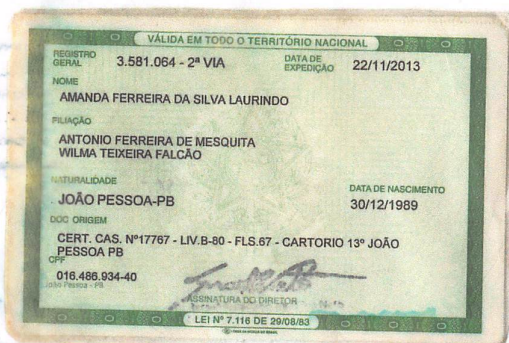 VÁLIDA EM TODO O TERRITÓRIO NACIONAL
REGISTRO GERAL 3.581.064 - 2ª VIA DATA DE EXPEDIÇÃO 22/11/2013
NOME
AMANDA FERREIRA DA SILVA LAURINDO
FILIAÇÃO
ANTONIO FERREIRA DE MESQUITA
WILMA TEIXEIRA FALCÃO
NATURALIDADE DATA DE NASCIMENTO
JOÃO PESSOA-PB 30/12/1989
DOC ORIGEM
CERT. CAS. Nº17767 - LIV.B-80 - FLS.67 - CARTORIO 13º JOÃO
PESSOA PB
CPF
016.486.934-40
João Pessoa - PB
ASSINATURA DO DIRETOR
LEI Nº 7.116 DE 29/08/83